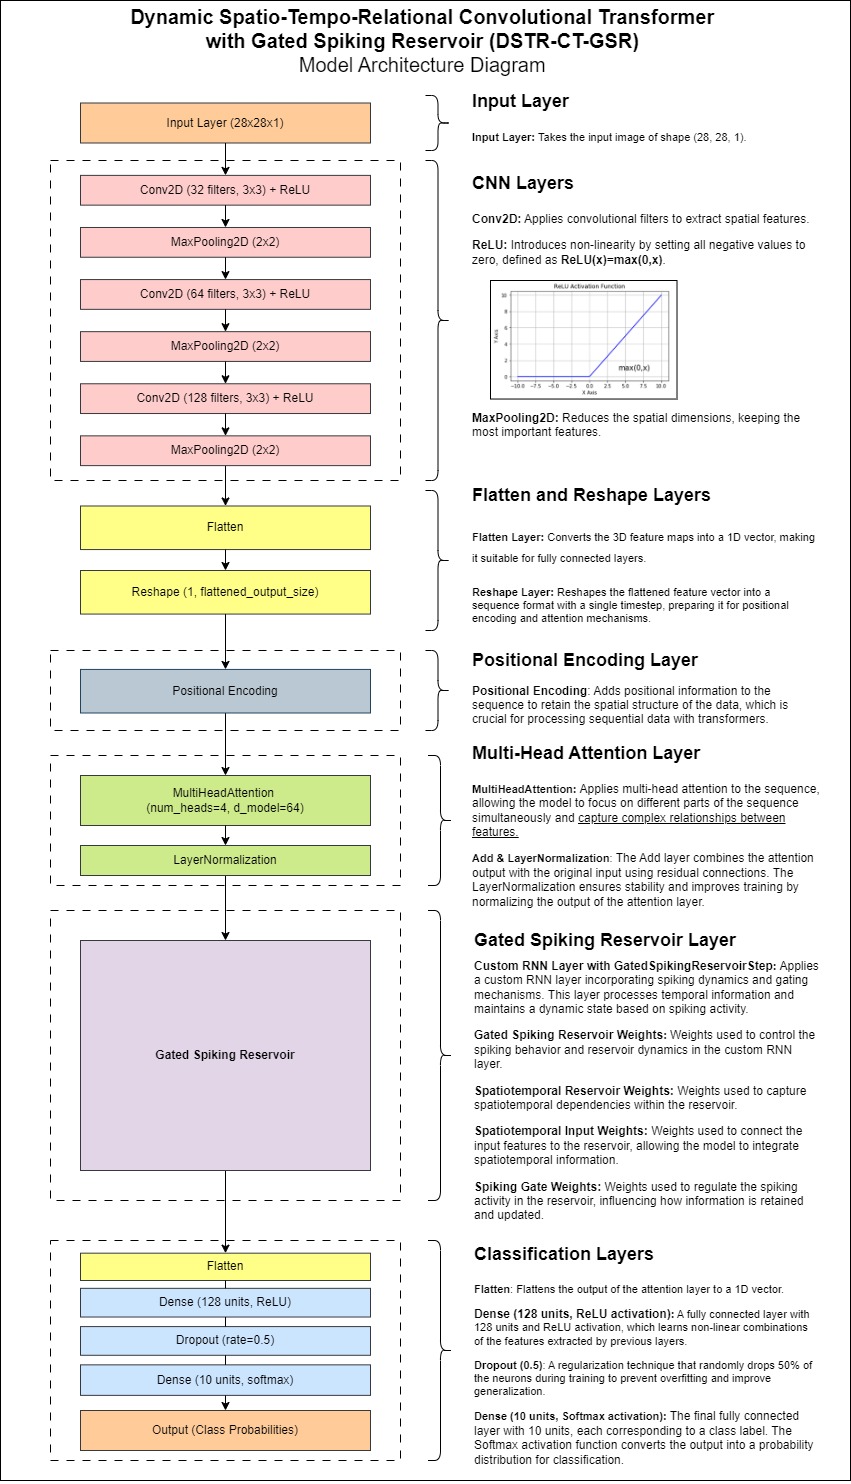 Dynamic Spatio-Tempo-Relational Convolutional Transformer
with Gated Spiking Reservoir (DSTR-CT-GSR)
Model Architecture Diagram
Input Layer (28x28x1)
Input Layer
Input Layer: Takes the input image of shape (28, 28, 1).
Conv2D (32 filters, 3x3) + ReLU
MaxPooling2D (2x2)
Conv2D (64 filters, 3x3) + ReLU
MaxPooling2D (2x2)
Conv2D (128 filters, 3x3) + ReLU
MaxPooling2D (2x2)
CNN Layers
Conv2D: Applies convolutional filters to extract spatial features.
ReLU: Introduces non-linearity by setting all negative values to
zero, defined as ReLU(x)=max(0,x).
ReLU Activation Function
Y Axis
10
8
6
4
2
0
max(0,x)
-10.0 -7.5 -5.0 -2.5 0.0 2.5 5.0 7.5 10.0
X Axis
MaxPooling2D: Reduces the spatial dimensions, keeping the
most important features.
Flatten
Reshape (1, flattened_output_size)
Flatten and Reshape Layers
Flatten Layer: Converts the 3D feature maps into a 1D vector, making
it suitable for fully connected layers.
Reshape Layer: Reshapes the flattened feature vector into a
sequence format with a single timestep, preparing it for positional
encoding and attention mechanisms.
Positional Encoding
Positional Encoding Layer
Positional Encoding: Adds positional information to the
sequence to retain the spatial structure of the data, which is
crucial for processing sequential data with transformers.
MultiHeadAttention
(num_heads=4, d_model=64)
LayerNormalization
Multi-Head Attention Layer
MultiHeadAttention: Applies multi-head attention to the sequence,
allowing the model to focus on different parts of the sequence
simultaneously and capture complex relationships between
features.
Add & LayerNormalization: The Add layer combines the attention
output with the original input using residual connections. The
LayerNormalization ensures stability and improves training by
normalizing the output of the attention layer.
Gated Spiking Reservoir
Gated Spiking Reservoir Layer
Custom RNN Layer with GatedSpikingReservoirStep: Applies
a custom RNN layer incorporating spiking dynamics and gating
mechanisms. This layer processes temporal information and
maintains a dynamic state based on spiking activity.
Gated Spiking Reservoir Weights: Weights used to control the
spiking behavior and reservoir dynamics in the custom RNN
layer.
Spatiotemporal Reservoir Weights: Weights used to capture
spatiotemporal dependencies within the reservoir.
Spatiotemporal Input Weights: Weights used to connect the
input features to the reservoir, allowing the model to integrate
spatiotemporal information.
Spiking Gate Weights: Weights used to regulate the spiking
activity in the reservoir, influencing how information is retained
and updated.
Flatten
Dense (128 units, ReLU)
Dropout (rate=0.5)
Dense (10 units, softmax)
Output (Class Probabilities)
Classification Layers
Flatten: Flattens the output of the attention layer to a 1D vector.
Dense (128 units, ReLU activation): A fully connected layer with
128 units and ReLU activation, which learns non-linear combinations
of the features extracted by previous layers.
Dropout (0.5): A regularization technique that randomly drops 50% of
the neurons during training to prevent overfitting and improve
generalization.
Dense (10 units, Softmax activation): The final fully connected
layer with 10 units, each corresponding to a class label. The
Softmax activation function converts the output into a probability
distribution for classification.